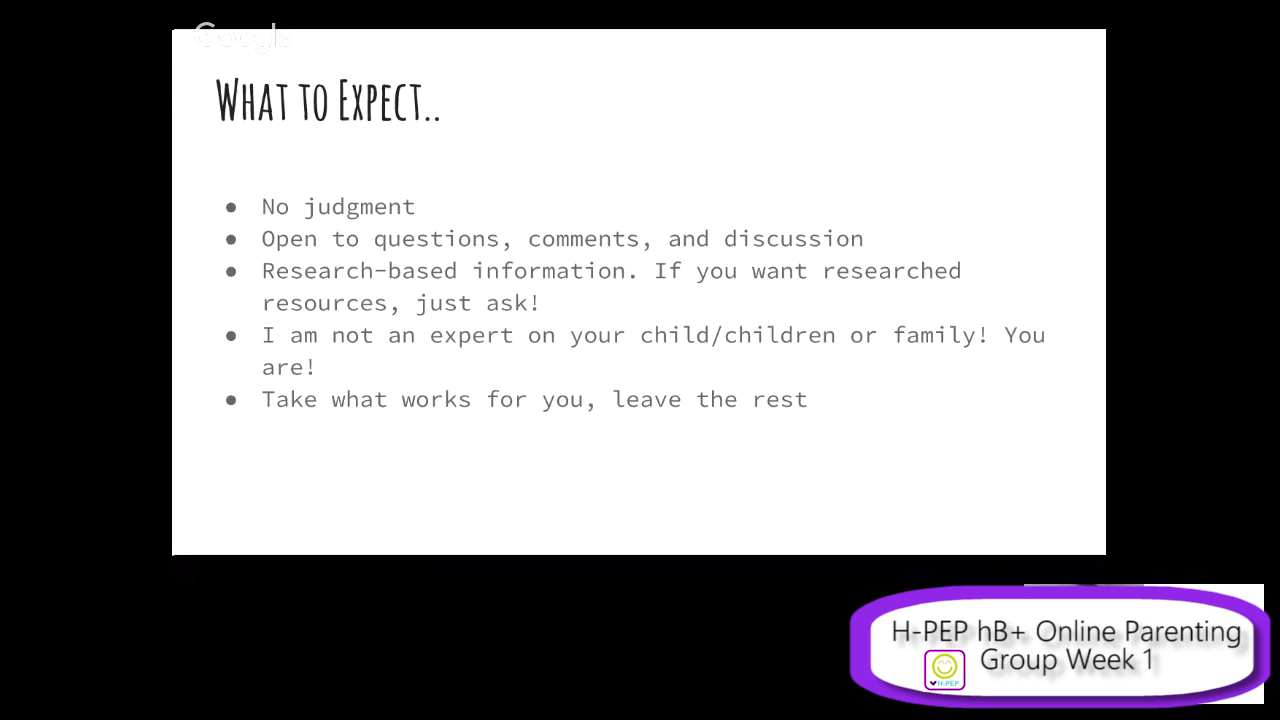 Google
What to Expect..
● No judgment
● Open to questions, comments, and discussion
● Research-based information. If you want researched
resources, just ask!
● I am not an expert on your child/children or family! You
are!
● Take what works for you, leave the rest
H-PEP hB+ Online Parenting
Group Week 1
H-PEP